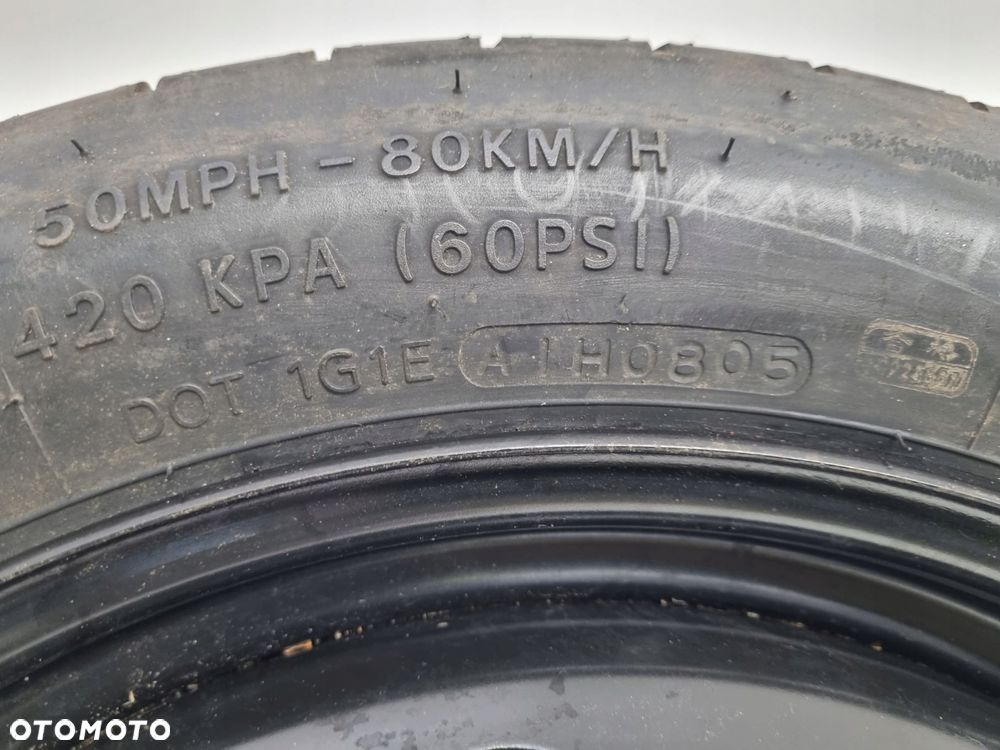 50MPH - 80KM/H
420 KPA (60PSI)
DOT 1G1E A1H0805
OTOMOTO